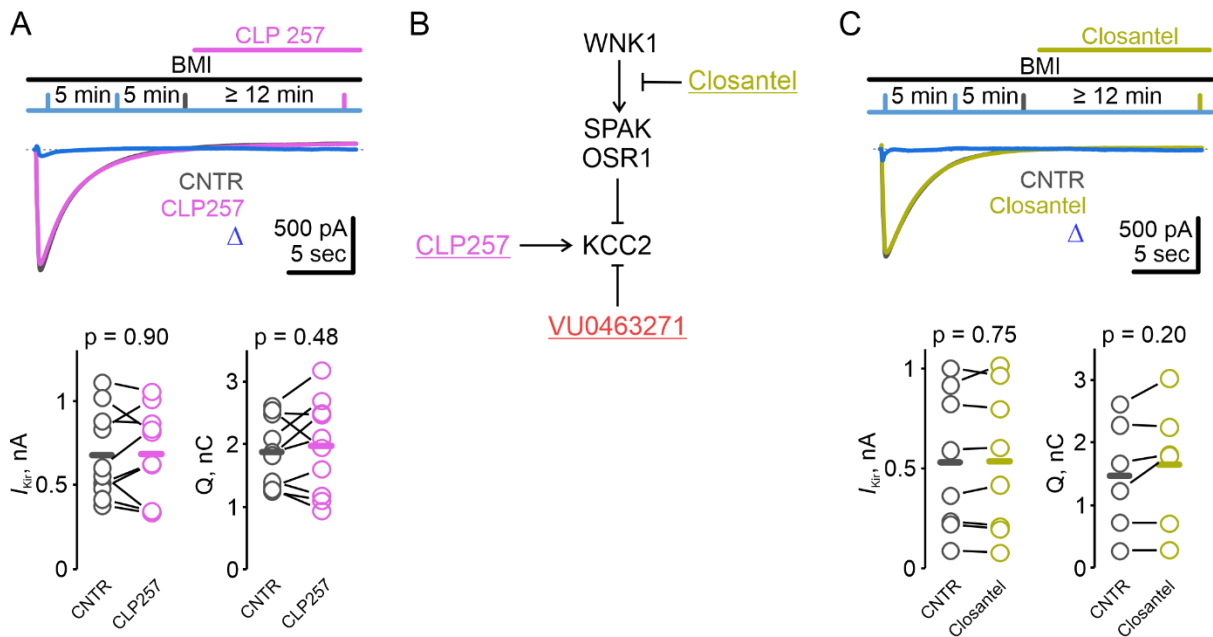 A
CLP 257
BMI
5 min 5 min ≥ 12 min
CNTR
CLP257
Δ
500 pA
5 sec
p = 0.90
I Kir, nA
1
0.5
0
CNTR
CLP257
p = 0.48
Q, nC
3
2
1
0
CNTR
CLP257
B
WNK1
Closantel
SPAK
OSR1
CLP257
KCC2
VU0463271
C
Closantel
BMI
5 min 5 min ≥ 12 min
CNTR
Closantel
Δ
500 pA
5 sec
p = 0.75
I Kir, nA
1
0.5
0
CNTR
Closantel
p = 0.20
Q, nC
3
2
1
0
CNTR
Closantel